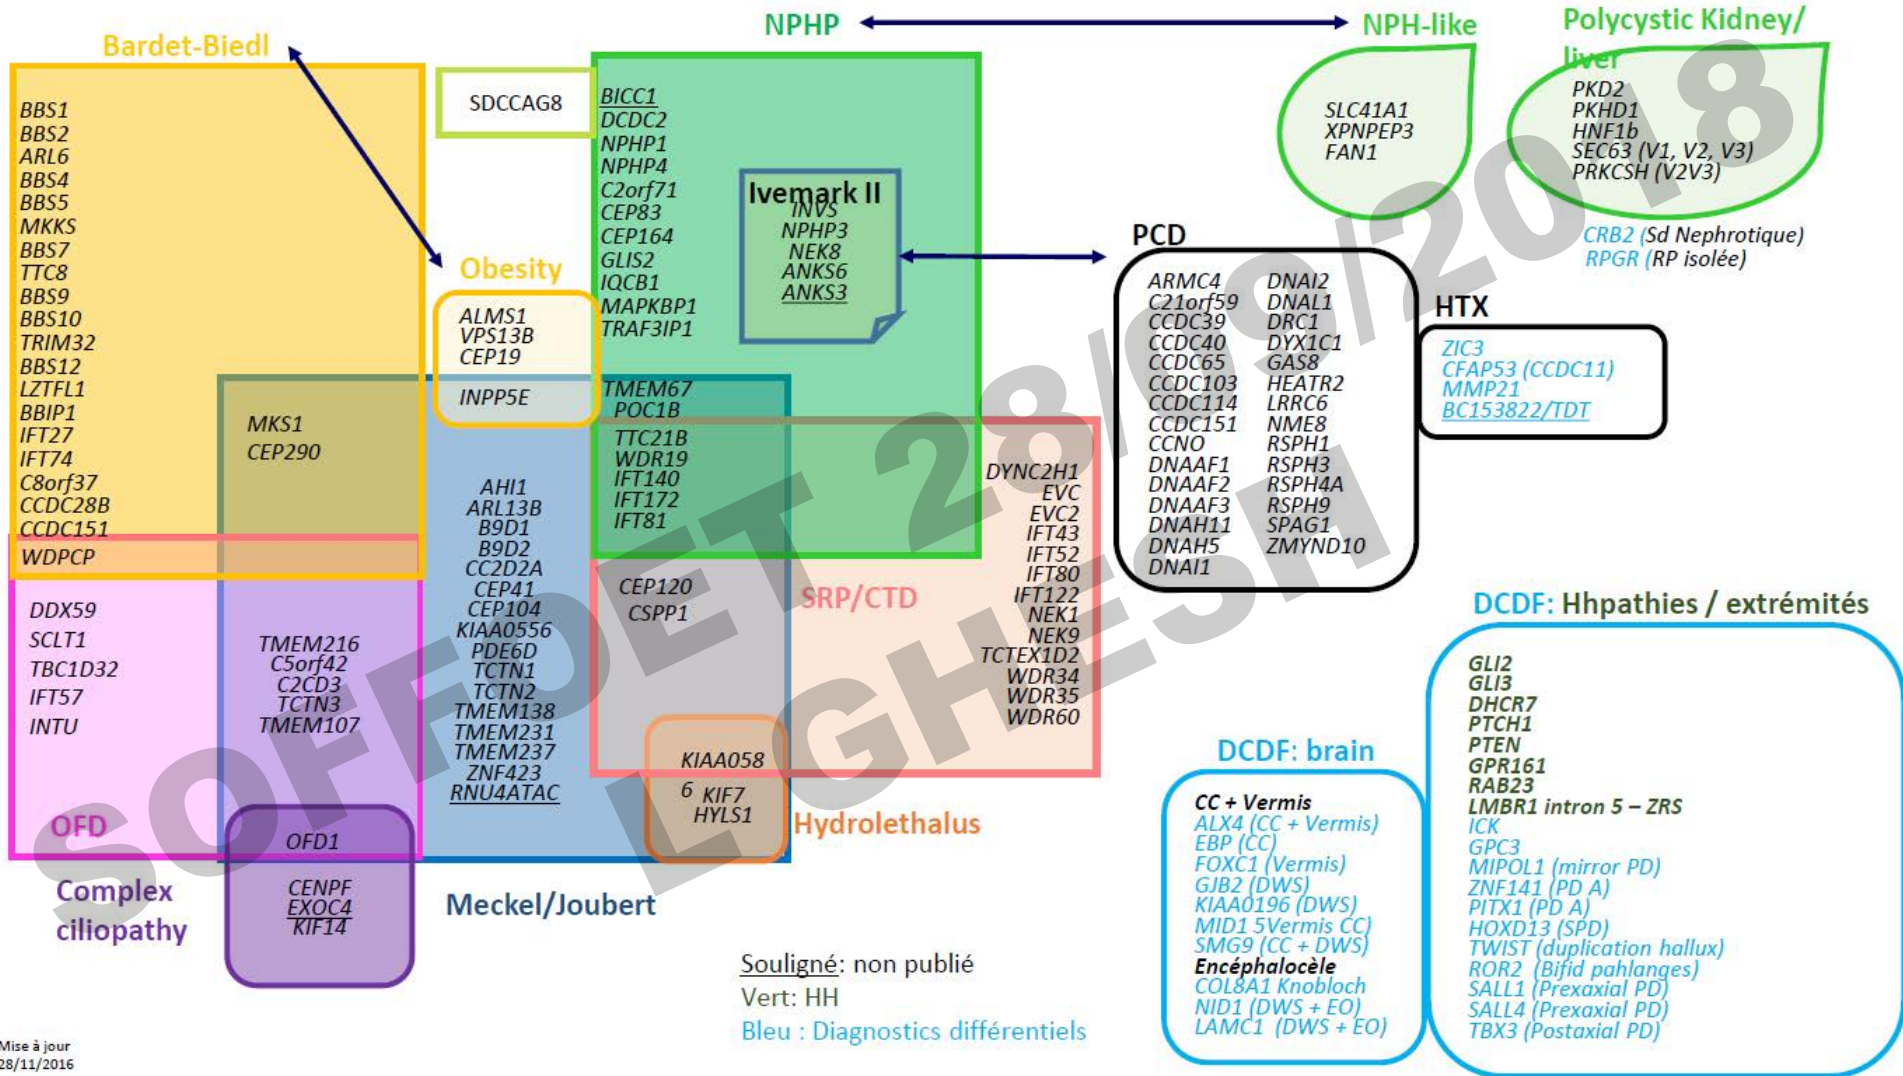 NPHP
NPH-like
Polycystic Kidney/
liver
Bardet-Biedl
BBS1
BBS2
ARL6
BBS4
BBS5
MKKS
BBS7
TTC8
BBS9
BBS10
TRIM32
BBS12
LZTFL1
BBIP1
IFT27
IFT74
C8orf37
CCDC28B
CCDC151
WDPCP
SDCCAG8
BICC1
DCDC2
NPHP1
NPHP4
C2orf71
CEP83
CEP164
GLIS2
IQCB1
MAPKBP1
TRAF3IP1
Ivemark II
INVS
NPHP3
NEK8
ANKS6
ANKS3
SLC41A1
XPNPEP3
FAN1
PKD2
PKHD1
HNF1b
SEC63 (V1, V2, V3)
PRKCSH (V2V3)
CRB2 (Sd Nephrotique)
RPGR (RP isolée)
Obesity
ALMS1
VPS13B
CEP19
INPP5E
TMEM67
POC1B
TTC21B
WDR19
IFT140
IFT172
IFT81
MKS1
CEP290
AHI1
ARL13B
B9D1
B9D2
CC2D2A
CEP41
CEP104
KIAA0556
PDE6D
TCTN1
TCTN2
TMEM138
TMEM231
TMEM237
ZNF423
RNU4ATAC
CEP120
CSPP1
SRP/CTD
DYNC2H1
EVC
EVC2
IFT43
IFT52
IFT80
IFT122
NEK1
NEK9
TCTEX1D2
WDR34
WDR35
WDR60
PCD
ARMC4
C21orf59
CCDC39
CCDC40
CCDC65
CCDC103
CCDC114
CCDC151
CCNO
DNAAF1
DNAAF2
DNAAF3
DNAH11
DNAH5
DNAI1
DNAI2
DNAL1
DRC1
DYX1C1
GAS8
HEATR2
LRRC6
NME8
RSPH1
RSPH3
RSPH4A
RSPH9
SPAG1
ZMYND10
HTX
ZIC3
CFAP53 (CCDC11)
MMP21
BC153822/TDT
DDX59
SCLT1
TBC1D32
IFT57
INTU
TMEM216
C5orf42
C2CD3
TCTN3
TMEM107
OFD
OFD1
Complex
ciliopathy
CENPF
EXOC4
KIF14
KIAA058
6 KIF7
HYLS1
Hydrolethalus
Meckel/Joubert
DCDF: brain
CC + Vermis
ALX4 (CC + Vermis)
EBP (CC)
FOXC1 (Vermis)
GJB2 (DWS)
KIAA0196 (DWS)
MID1 5Vermis CC)
SMG9 (CC + DWS)
Encéphalocèle
COL8A1 Knobloch
NID1 (DWS + EO)
LAMC1 (DWS + EO)
DCDF: Hhpathies / extrémités
GLI2
GLI3
DHCR7
PTCH1
PTEN
GPR161
RAB23
LMBR1 intron 5 – ZRS
ICK
GPC3
MIPOL1 (mirror PD)
ZNF141 (PD A)
PITX1 (PD A)
HOXD13 (SPD)
TWIST (duplication hallux)
ROR2 (Bifid pahlanges)
SALL1 (Prexaxial PD)
SALL4 (Prexaxial PD)
TBX3 (Postaxial PD)
Souligné: non publié
Vert: HH
Bleu : Diagnostics différentiels
Mise à jour
28/11/2016
SOFFOET 28/09/2018
L GHESH